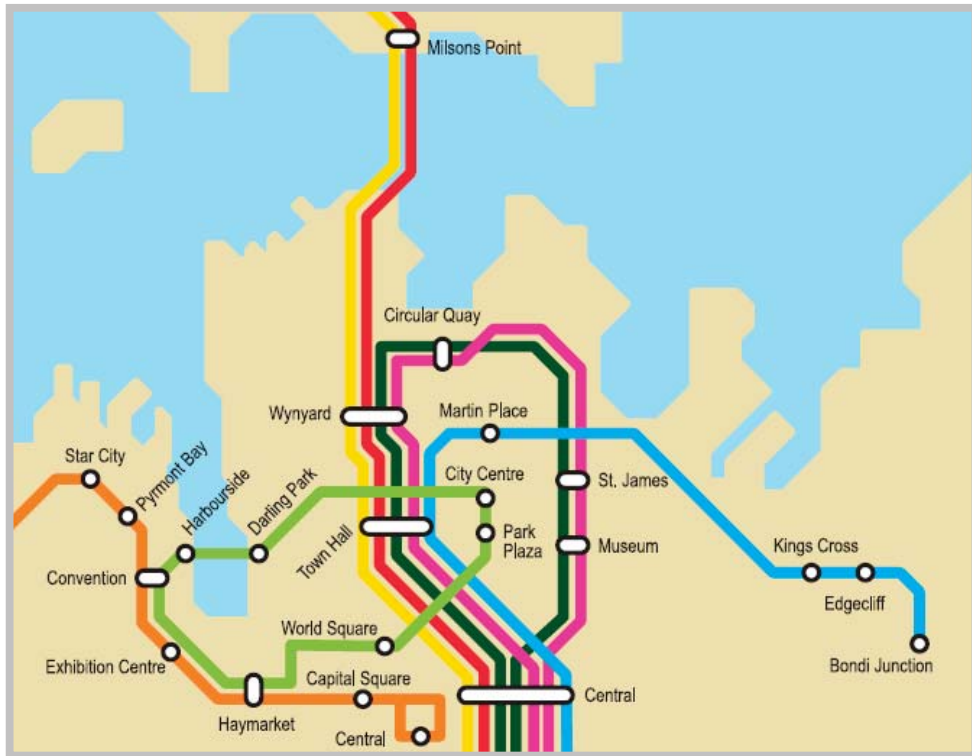 Milsons Point
Circular Quay
Wynyard
Martin Place
Star City
Pyrmont Bay
Harbourside
Darling Park
City Centre
St. James
Town Hall
Park
Plaza
Museum
Convention
Kings Cross
Edgecliff
World Square
Exhibition Centre
Bondi Junction
Capital Square
Central
Haymarket
Central